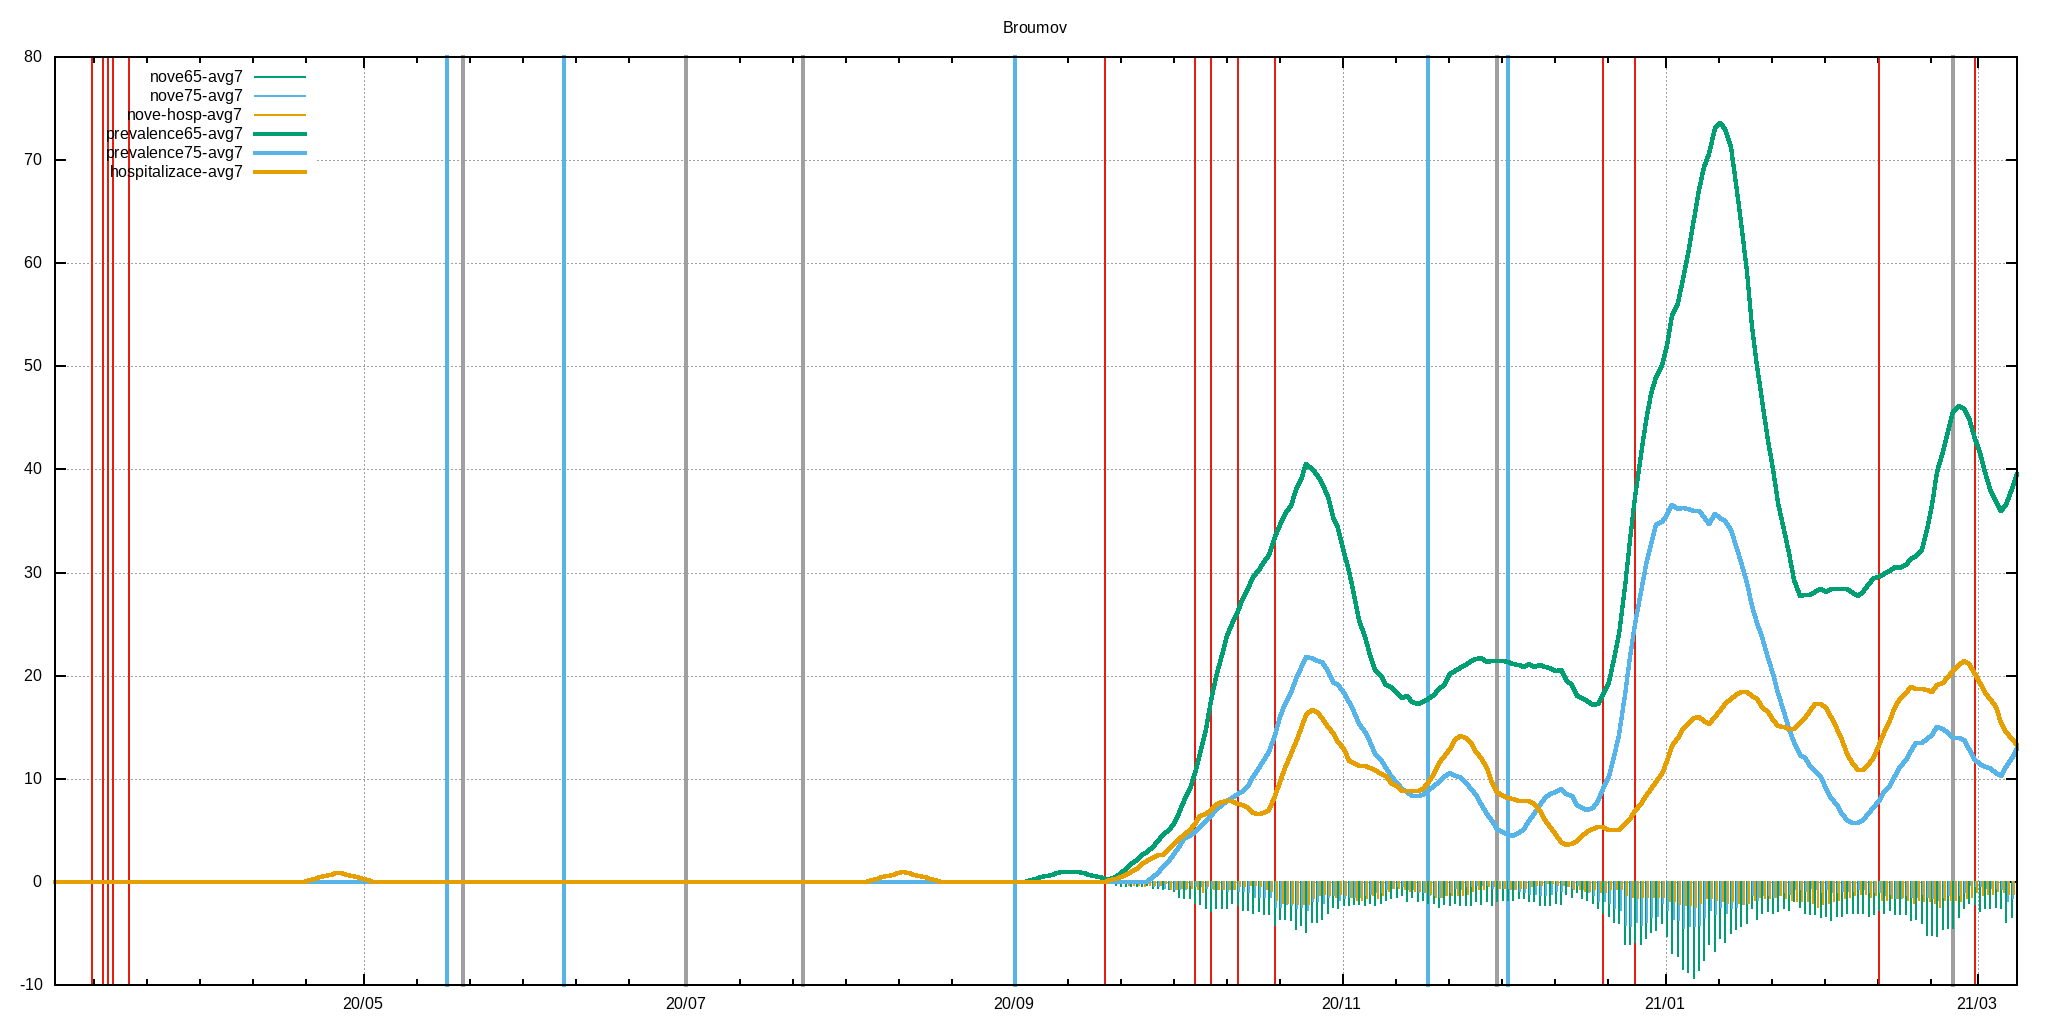 Broumov
80
nove65-avg7
nove75-avg7
nove-hosp-avg7
prevalence65-avg7
prevalence75-avg7
hospitalizace-avg7
70
60
50
40
30
20
10
0
-10
20/05 20/07 20/09 20/11 21/01 21/03